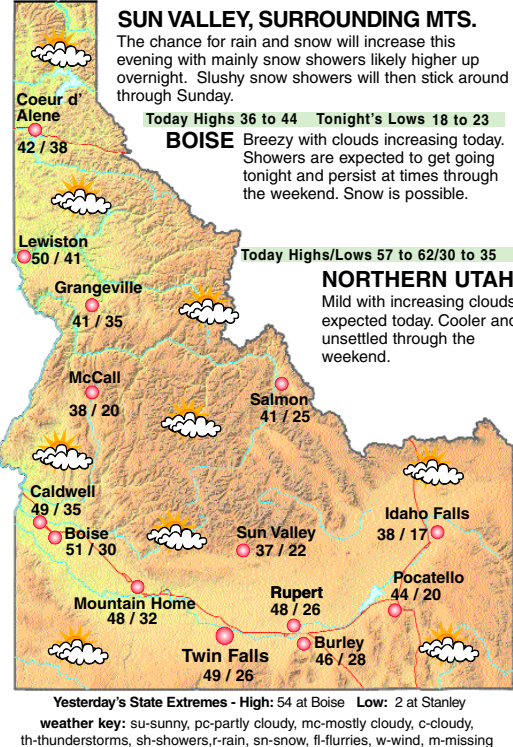 SUN VALLEY, SURROUNDING MTS.
The chance for rain and snow will increase this
evening with mainly snow showers likely higher up
overnight. Slushy snow showers will then stick around
through Sunday.
Today Highs 36 to 44 Tonight's Lows 18 to 23
BOISE
Breezy with clouds increasing today.
Showers are expected to get going
tonight and persist at times through
the weekend. Snow is possible.
Today Highs/Lows 57 to 62/30 to 35
NORTHERN UTAH
Mild with increasing clouds
expected today. Cooler and
unsettled through the
weekend.
Coeur d'
Alene
42 / 38
Lewiston
50 / 41
Grangeville
41 / 35
McCall
38 / 20
Salmon
41 / 25
Caldwell
49 / 35
Boise
51 / 30
Sun Valley
37 / 22
Idaho Falls
38 / 17
Pocatello
44 / 20
Mountain Home
48 / 32
Rupert
48 / 26
Burley
46 / 28
Twin Falls
49 / 26
Yesterday's State Extremes - High: 54 at Boise Low: 2 at Stanley
weather key: su-sunny, pc-partly cloudy, mc-mostly cloudy, c-cloudy,
th-thunderstorms, sh-showers,r-rain, sn-snow, fl-flurries, w-wind, m-missing